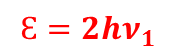 Ɛ = 2hν₁